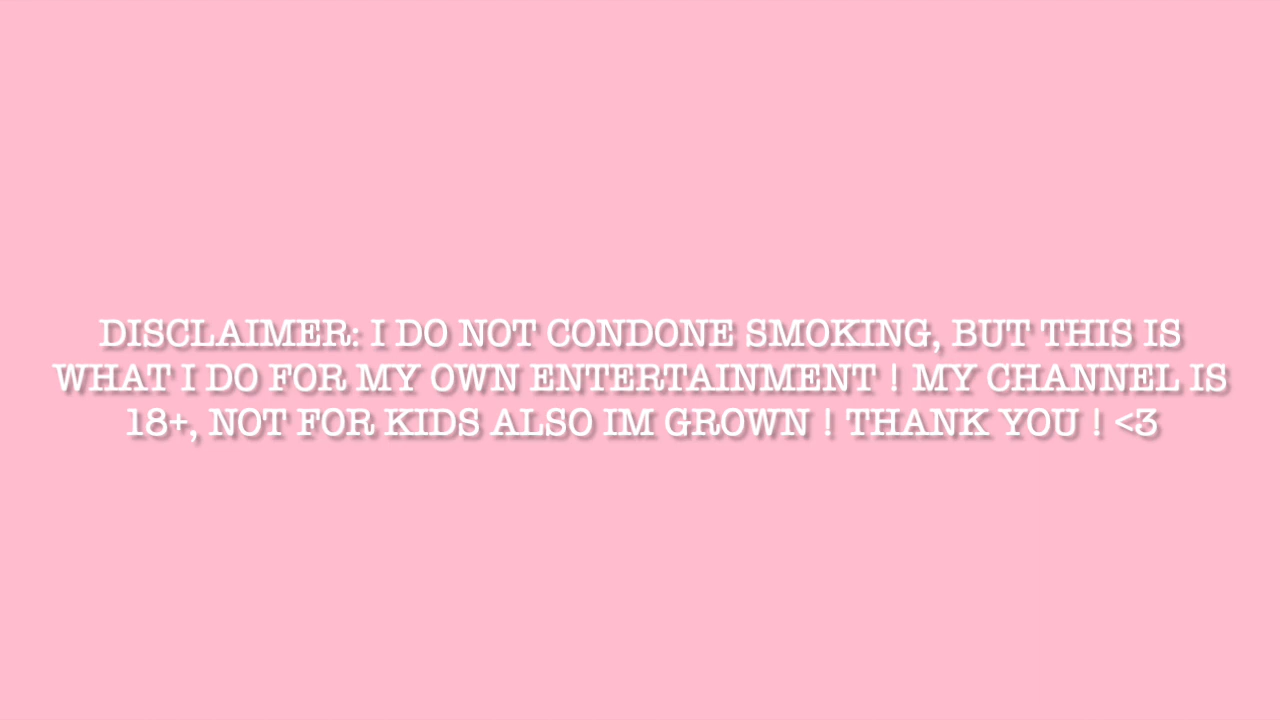 DISCLAIMER: I DO NOT CONDONE SMOKING, BUT THIS IS
WHAT I DO FOR MY OWN ENTERTAINMENT ! MY CHANNEL IS
18+, NOT FOR KIDS ALSO IM GROWN ! THANK YOU ! <3